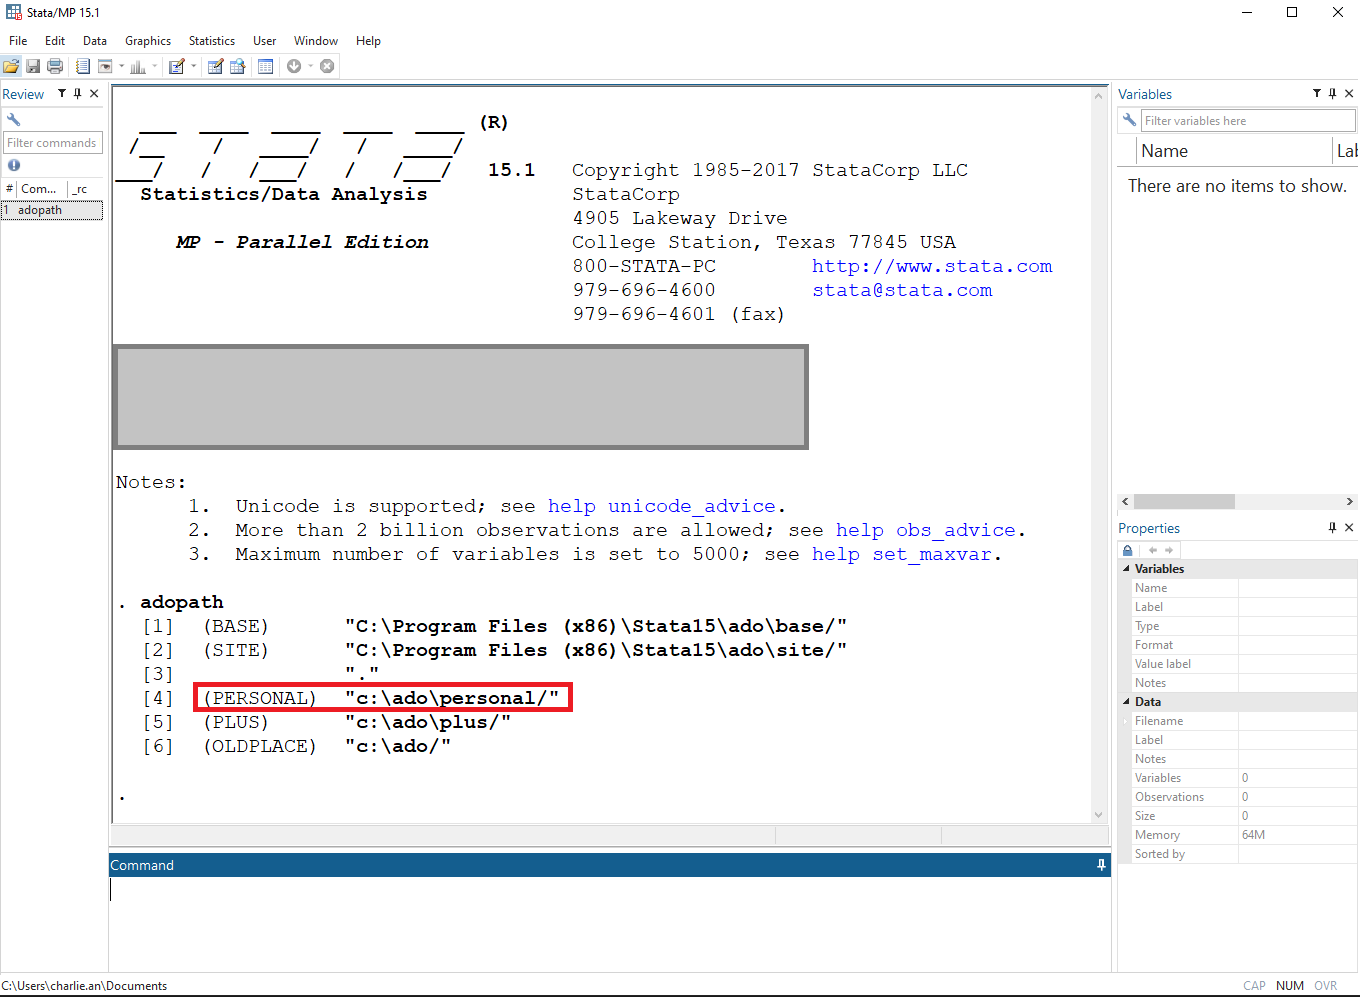 Stata/MP 15.1
File Edit Data Graphics Statistics User Window Help
Review
Filter commands
# Com... _rc
1 adopath
(R)
15.1 Copyright 1985-2017 StataCorp LLC
Statistics/Data Analysis StataCorp
4905 Lakeway Drive
MP - Parallel Edition College Station, Texas 77845 USA
800-STATA-PC http://www.stata.com
979-696-4600 stata@stata.com
979-696-4601 (fax)
Notes:
1. Unicode is supported; see help unicode_advice.
2. More than 2 billion observations are allowed; see help obs_advice.
3. Maximum number of variables is set to 5000; see help set_maxvar.
. adopath
[1] (BASE) "C:\Program Files (x86)\Stata15\ado\base/"
[2] (SITE) "C:\Program Files (x86)\Stata15\ado\site/"
[3] "."
[4] (PERSONAL) "c:\ado\personal/"
[5] (PLUS) "c:\ado\plus/"
[6] (OLDPLACE) "c:\ado/"
.
Command
Variables
Filter variables here
Name Lab
There are no items to show.
Properties
Variables
Name
Label
Type
Format
Value label
Notes
Data
Filename
Label
Notes
Variables 0
Observations 0
Size 0
Memory 64M
Sorted by
C:\Users\charlie.an\Documents
CAP NUM OVR